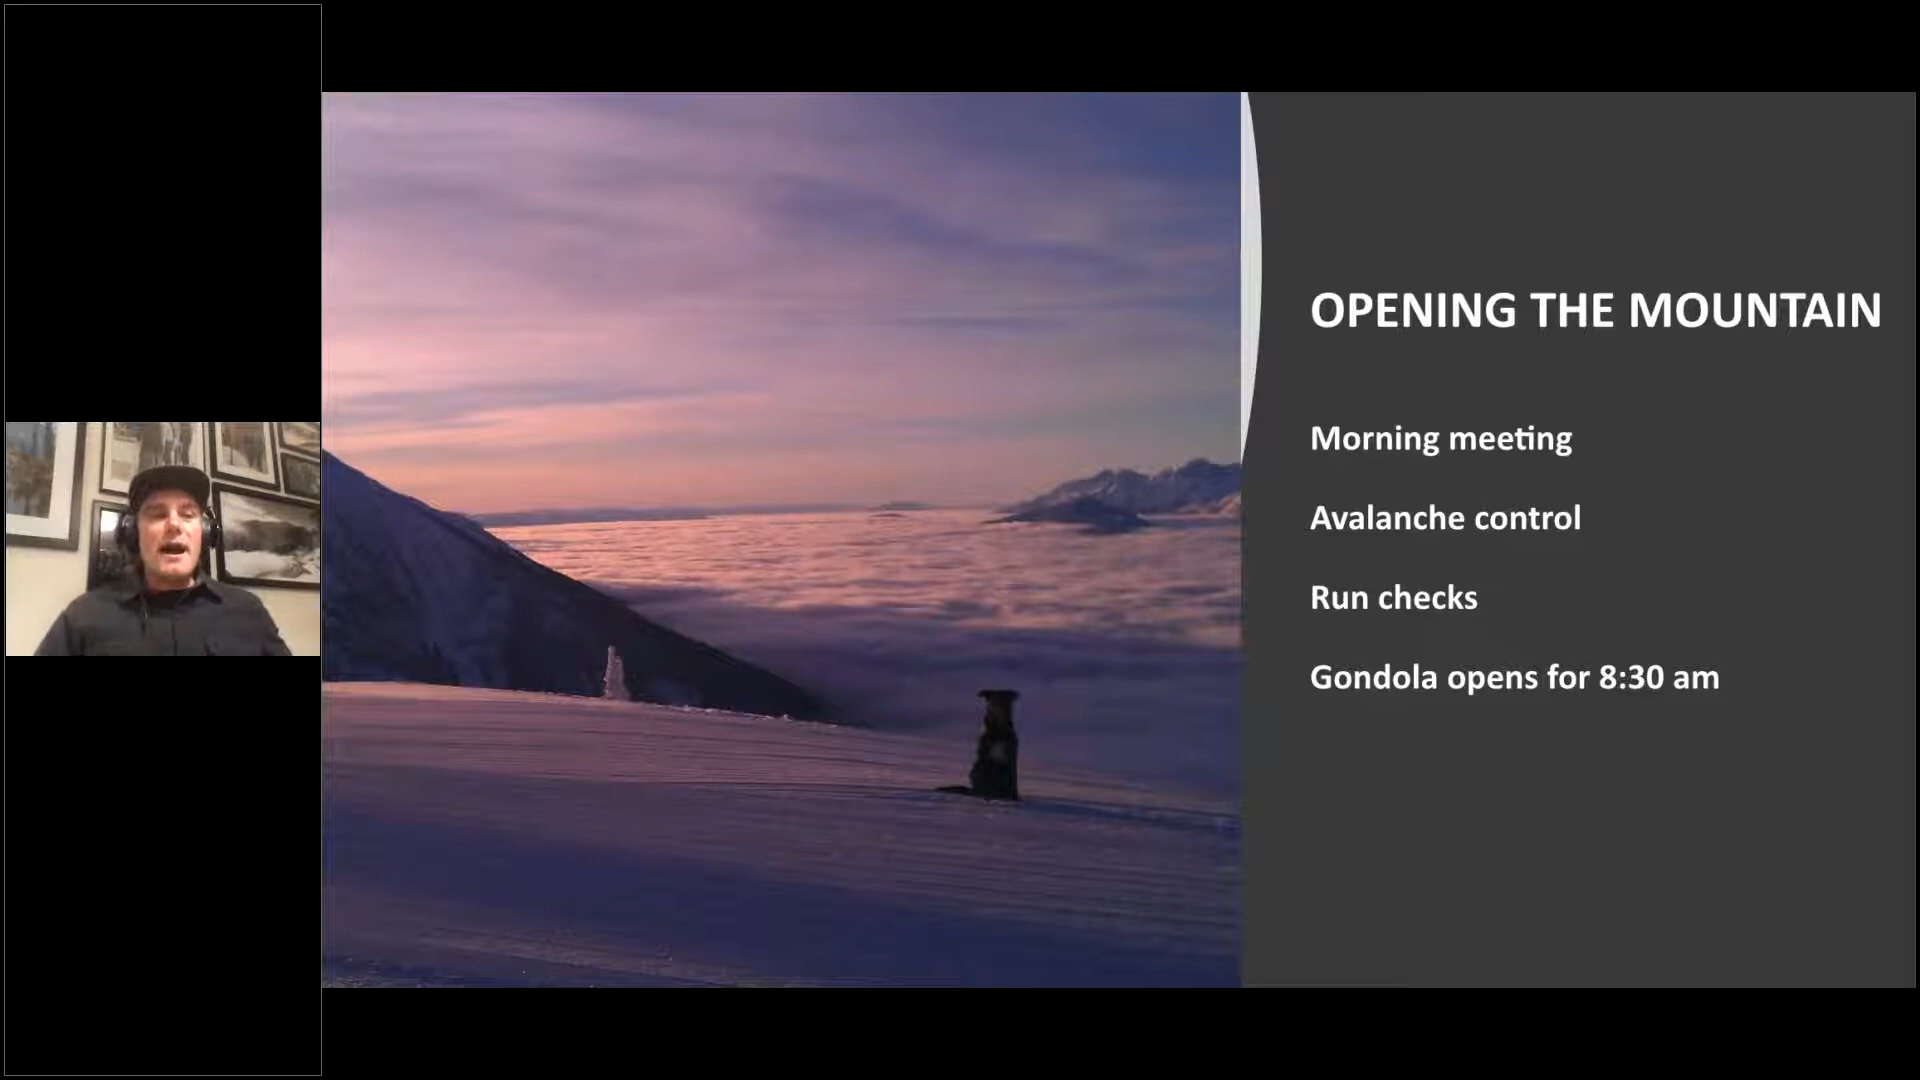 OPENING THE MOUNTAIN
Morning meeting
Avalanche control
Run checks
Gondola opens for 8:30 am